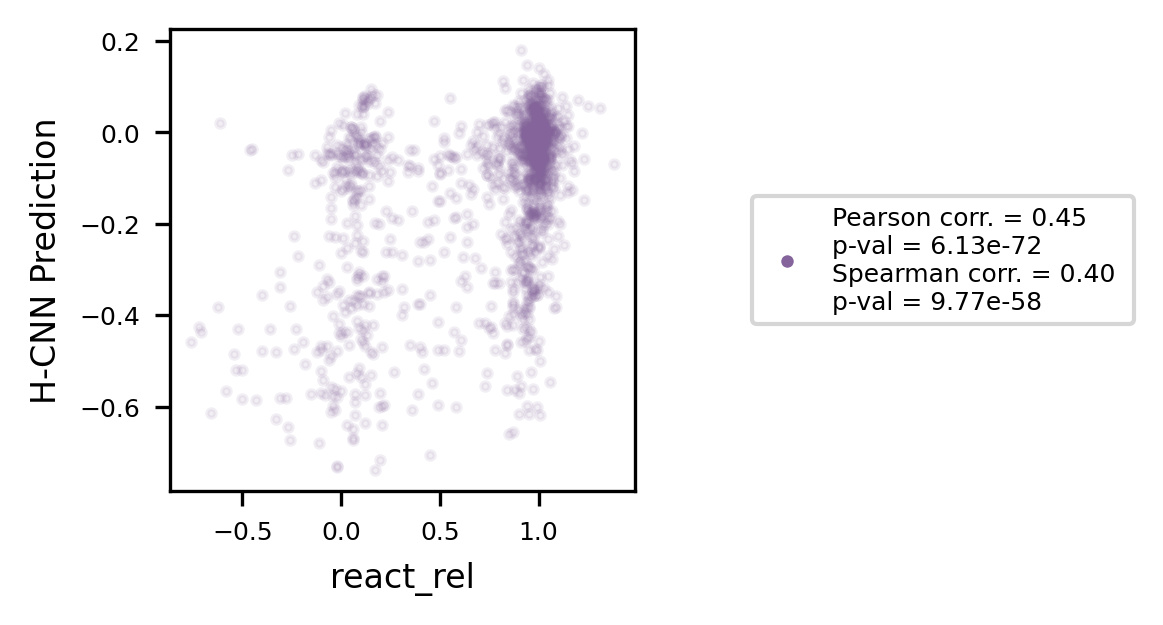 0.2
0.0
−0.2
−0.4
−0.6
H-CNN Prediction
−0.5
0.0
0.5
1.0
react_rel
Pearson corr. = 0.45
p-val = 6.13e-72
Spearman corr. = 0.40
p-val = 9.77e-58